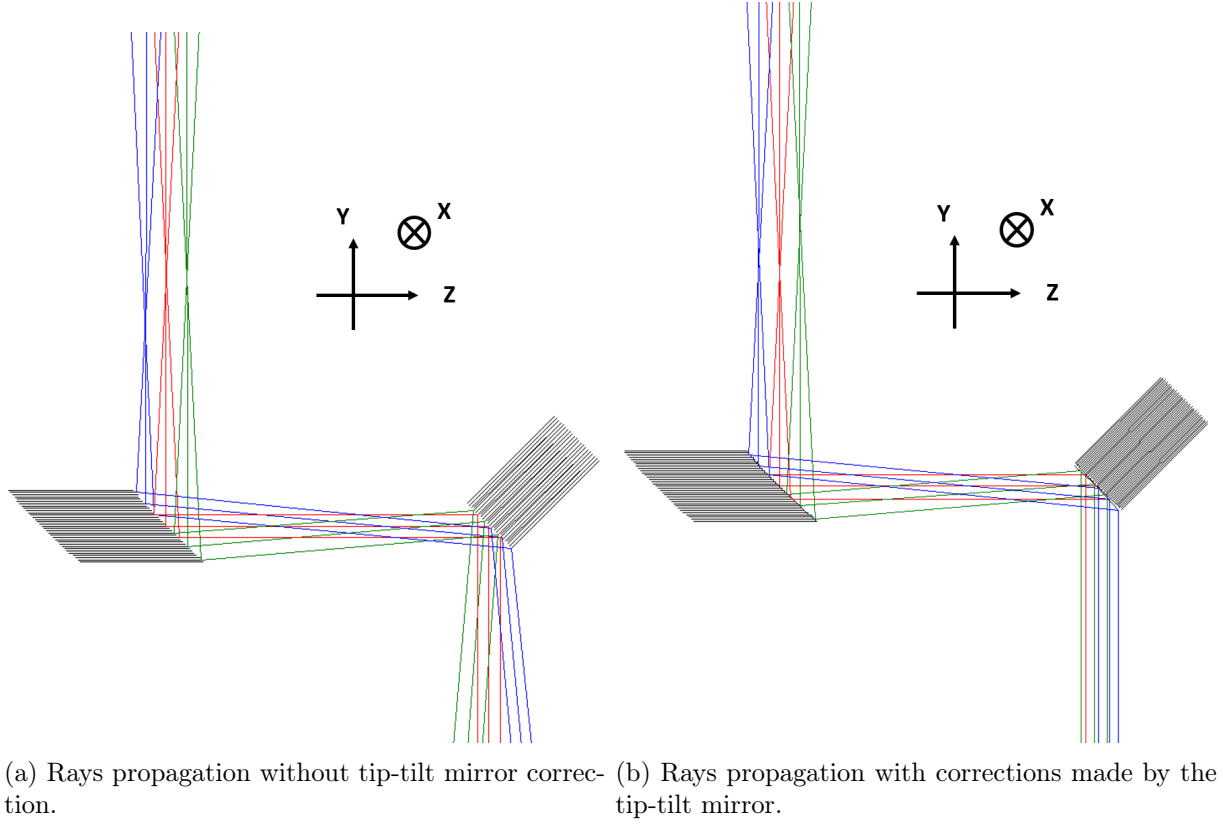 Y
X
Z
Y
X
Z
(a) Rays propagation without tip-tilt mirror correc-
tion.
(b) Rays propagation with corrections made by the
tip-tilt mirror.